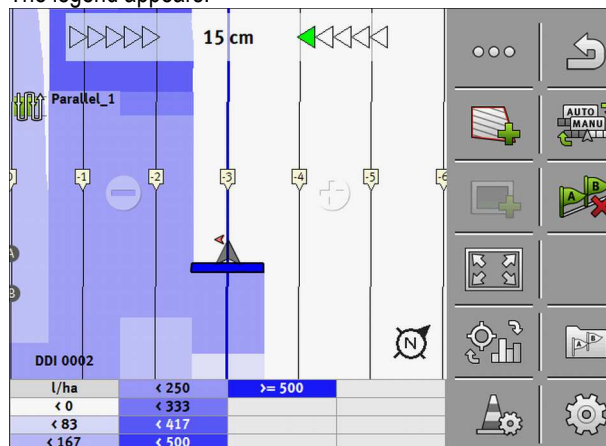 The legend appears.
15 cm
Parallel_1
-1
-2
-3
-4
-5
-6
A
B
N
DDI 0002
l/ha < 250 >= 500
< 0 < 333
< 83 < 417
< 167 < 500
AUTO
MANU
A B
A B